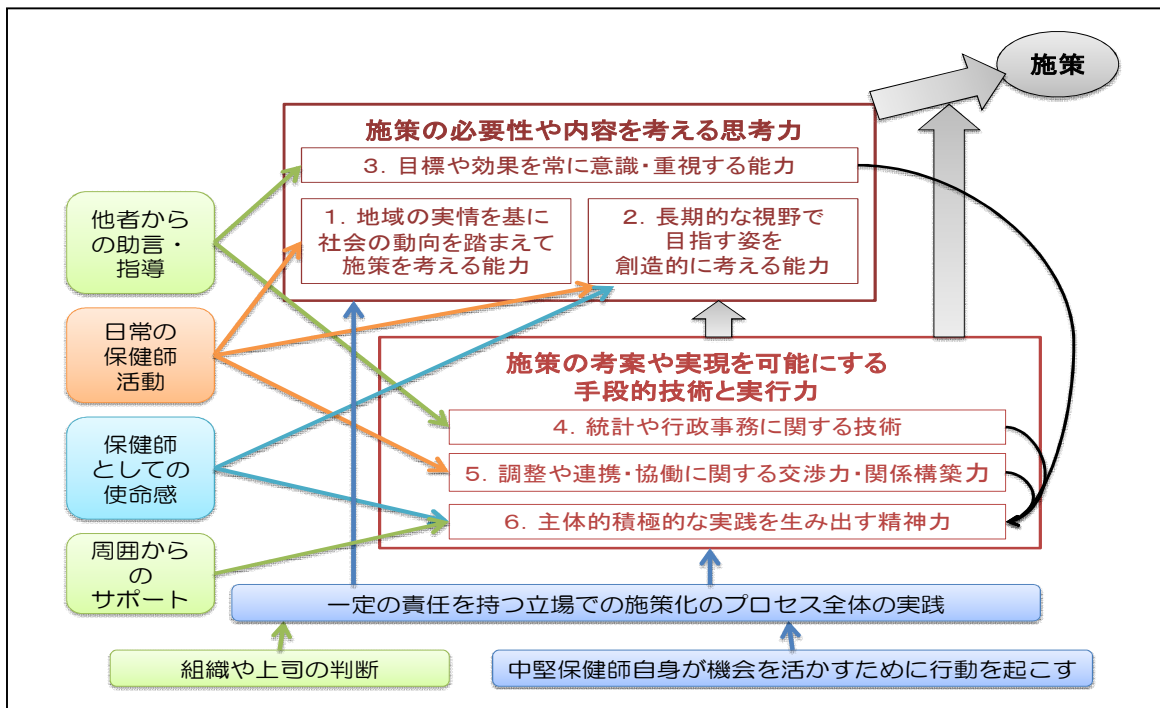 施策
施策の必要性や内容を考える思考力
3. 目標や効果を常に意識・重視する能力
1. 地域の実情を基に
社会の動向を踏まえて
施策を考える能力
2. 長期的な視野で
目指す姿を
創造的に考える能力
他者から
の助言・
指導
日常の
保健師
活動
保健師
としての
使命感
周囲から
の
サポート
施策の考案や実現を可能にする
手段的技術と実行力
4. 統計や行政事務に関する技術
5. 調整や連携・協働に関する交渉力・関係構築力
6. 主体的積極的な実践を生み出す精神力
一定の責任を持つ立場での施策化のプロセス全体の実践
組織や上司の判断
中堅保健師自身が機会を活かすために行動を起こす